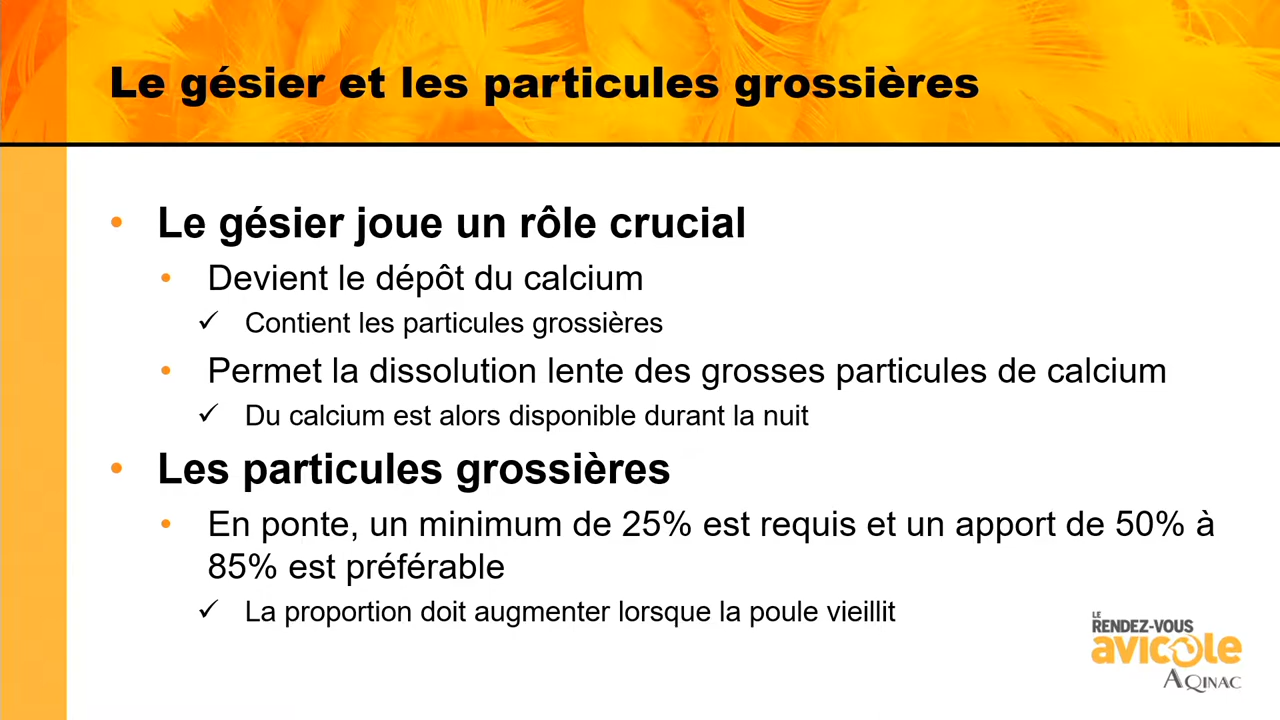 Le gésier et les particules grossières
• Le gésier joue un rôle crucial
• Devient le dépôt du calcium
✓ Contient les particules grossières
• Permet la dissolution lente des grosses particules de calcium
✓ Du calcium est alors disponible durant la nuit
• Les particules grossières
• En ponte, un minimum de 25% est requis et un apport de 50% à
85% est préférable
✓ La proportion doit augmenter lorsque la poule vieillit
LE
RENDEZ-VOUS
avicole
AQINAC